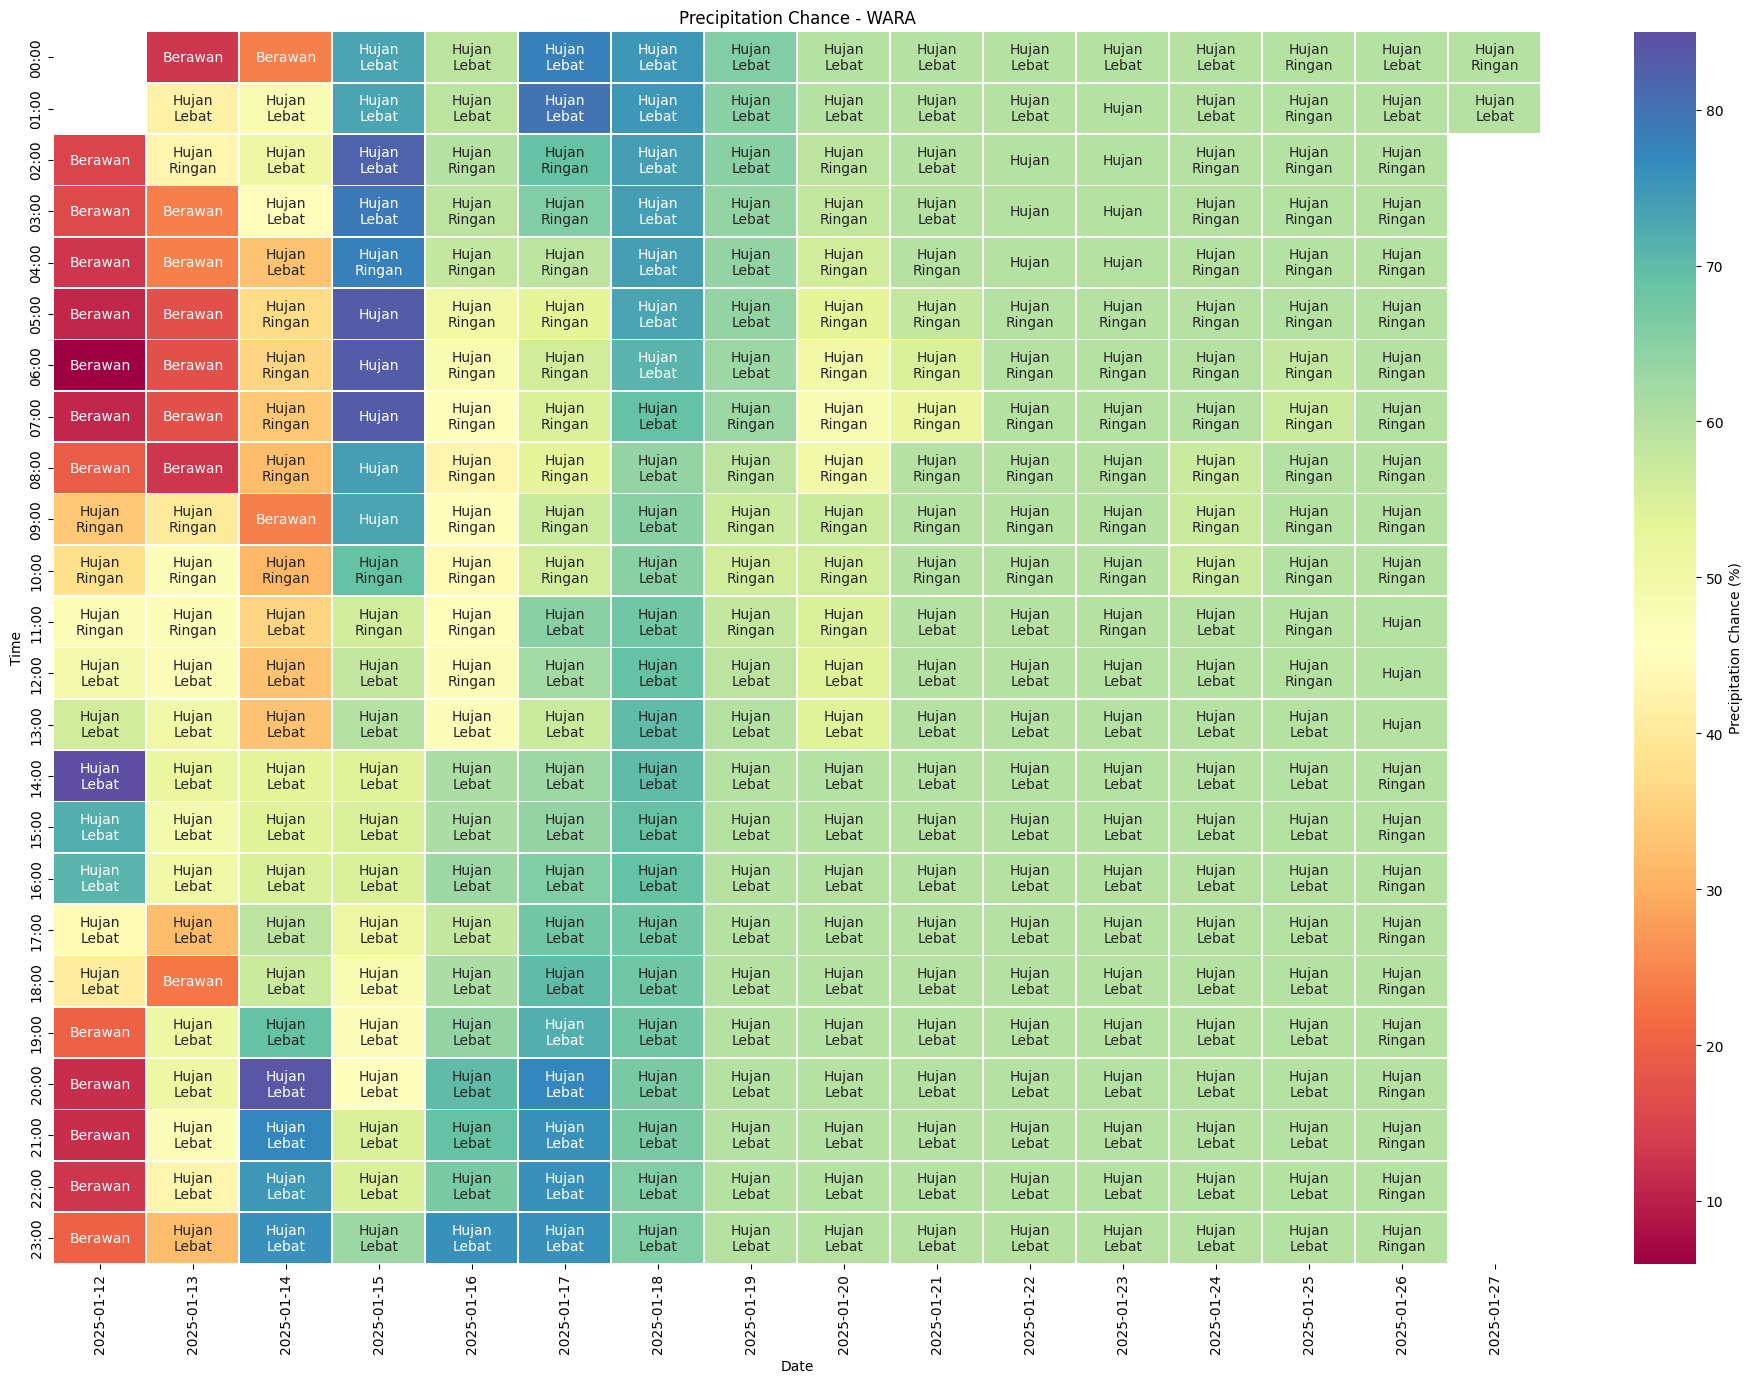 Precipitation Chance - WARA
00:00 Berawan Berawan Hujan Lebat Hujan Lebat Hujan Lebat Hujan Lebat Hujan Lebat Hujan Lebat Hujan Lebat Hujan Lebat Hujan Lebat Hujan Lebat Hujan Ringan Hujan Lebat Hujan Ringan
01:00 Hujan Lebat Hujan Lebat Hujan Lebat Hujan Lebat Hujan Lebat Hujan Lebat Hujan Lebat Hujan Lebat Hujan Lebat Hujan Lebat Hujan Hujan Lebat Hujan Ringan Hujan Lebat Hujan Lebat
02:00 Berawan Hujan Ringan Hujan Lebat Hujan Lebat Hujan Ringan Hujan Ringan Hujan Lebat Hujan Lebat Hujan Ringan Hujan Lebat Hujan Hujan Hujan Ringan Hujan Ringan Hujan Ringan
03:00 Berawan Berawan Hujan Lebat Hujan Lebat Hujan Ringan Hujan Ringan Hujan Lebat Hujan Lebat Hujan Ringan Hujan Lebat Hujan Hujan Hujan Ringan Hujan Ringan Hujan Ringan
04:00 Berawan Berawan Hujan Lebat Hujan Ringan Hujan Ringan Hujan Ringan Hujan Lebat Hujan Lebat Hujan Ringan Hujan Ringan Hujan Hujan Hujan Ringan Hujan Ringan Hujan Ringan
05:00 Berawan Berawan Hujan Ringan Hujan Hujan Ringan Hujan Ringan Hujan Lebat Hujan Lebat Hujan Ringan Hujan Ringan Hujan Ringan Hujan Ringan Hujan Ringan Hujan Ringan Hujan Ringan
06:00 Berawan Berawan Hujan Ringan Hujan Hujan Ringan Hujan Ringan Hujan Lebat Hujan Lebat Hujan Ringan Hujan Ringan Hujan Ringan Hujan Ringan Hujan Ringan Hujan Ringan Hujan Ringan
07:00 Berawan Berawan Hujan Ringan Hujan Hujan Ringan Hujan Ringan Hujan Lebat Hujan Ringan Hujan Ringan Hujan Ringan Hujan Ringan Hujan Ringan Hujan Ringan Hujan Ringan Hujan Ringan
08:00 Berawan Berawan Hujan Ringan Hujan Hujan Ringan Hujan Ringan Hujan Lebat Hujan Ringan Hujan Ringan Hujan Ringan Hujan Ringan Hujan Ringan Hujan Ringan Hujan Ringan Hujan Ringan
09:00 Hujan Ringan Hujan Ringan Berawan Hujan Hujan Ringan Hujan Ringan Hujan Lebat Hujan Ringan Hujan Ringan Hujan Ringan Hujan Ringan Hujan Ringan Hujan Ringan Hujan Ringan Hujan Ringan
10:00 Hujan Ringan Hujan Ringan Hujan Ringan Hujan Ringan Hujan Ringan Hujan Ringan Hujan Lebat Hujan Ringan Hujan Ringan Hujan Ringan Hujan Ringan Hujan Ringan Hujan Ringan Hujan Ringan Hujan Ringan
11:00 Hujan Ringan Hujan Ringan Hujan Lebat Hujan Ringan Hujan Ringan Hujan Lebat Hujan Lebat Hujan Ringan Hujan Ringan Hujan Lebat Hujan Lebat Hujan Ringan Hujan Lebat Hujan Ringan Hujan
12:00 Hujan Lebat Hujan Lebat Hujan Lebat Hujan Lebat Hujan Ringan Hujan Lebat Hujan Lebat Hujan Lebat Hujan Lebat Hujan Lebat Hujan Lebat Hujan Lebat Hujan Lebat Hujan Ringan Hujan
13:00 Hujan Lebat Hujan Lebat Hujan Lebat Hujan Lebat Hujan Lebat Hujan Lebat Hujan Lebat Hujan Lebat Hujan Lebat Hujan Lebat Hujan Lebat Hujan Lebat Hujan Lebat Hujan Lebat Hujan
14:00 Hujan Lebat Hujan Lebat Hujan Lebat Hujan Lebat Hujan Lebat Hujan Lebat Hujan Lebat Hujan Lebat Hujan Lebat Hujan Lebat Hujan Lebat Hujan Lebat Hujan Lebat Hujan Lebat Hujan Ringan
15:00 Hujan Lebat Hujan Lebat Hujan Lebat Hujan Lebat Hujan Lebat Hujan Lebat Hujan Lebat Hujan Lebat Hujan Lebat Hujan Lebat Hujan Lebat Hujan Lebat Hujan Lebat Hujan Lebat Hujan Ringan
16:00 Hujan Lebat Hujan Lebat Hujan Lebat Hujan Lebat Hujan Lebat Hujan Lebat Hujan Lebat Hujan Lebat Hujan Lebat Hujan Lebat Hujan Lebat Hujan Lebat Hujan Lebat Hujan Lebat Hujan Ringan
17:00 Hujan Lebat Hujan Lebat Hujan Lebat Hujan Lebat Hujan Lebat Hujan Lebat Hujan Lebat Hujan Lebat Hujan Lebat Hujan Lebat Hujan Lebat Hujan Lebat Hujan Lebat Hujan Lebat Hujan Ringan
18:00 Hujan Lebat Berawan Hujan Lebat Hujan Lebat Hujan Lebat Hujan Lebat Hujan Lebat Hujan Lebat Hujan Lebat Hujan Lebat Hujan Lebat Hujan Lebat Hujan Lebat Hujan Lebat Hujan Ringan
19:00 Berawan Hujan Lebat Hujan Lebat Hujan Lebat Hujan Lebat Hujan Lebat Hujan Lebat Hujan Lebat Hujan Lebat Hujan Lebat Hujan Lebat Hujan Lebat Hujan Lebat Hujan Lebat Hujan Ringan
20:00 Berawan Hujan Lebat Hujan Lebat Hujan Lebat Hujan Lebat Hujan Lebat Hujan Lebat Hujan Lebat Hujan Lebat Hujan Lebat Hujan Lebat Hujan Lebat Hujan Lebat Hujan Lebat Hujan Ringan
21:00 Berawan Hujan Lebat Hujan Lebat Hujan Lebat Hujan Lebat Hujan Lebat Hujan Lebat Hujan Lebat Hujan Lebat Hujan Lebat Hujan Lebat Hujan Lebat Hujan Lebat Hujan Lebat Hujan Ringan
22:00 Berawan Hujan Lebat Hujan Lebat Hujan Lebat Hujan Lebat Hujan Lebat Hujan Lebat Hujan Lebat Hujan Lebat Hujan Lebat Hujan Lebat Hujan Lebat Hujan Lebat Hujan Lebat Hujan Ringan
23:00 Berawan Hujan Lebat Hujan Lebat Hujan Lebat Hujan Lebat Hujan Lebat Hujan Lebat Hujan Lebat Hujan Lebat Hujan Lebat Hujan Lebat Hujan Lebat Hujan Lebat Hujan Lebat Hujan Ringan
Time
2025-01-12 2025-01-13 2025-01-14 2025-01-15 2025-01-16 2025-01-17 2025-01-18 2025-01-19 2025-01-20 2025-01-21 2025-01-22 2025-01-23 2025-01-24 2025-01-25 2025-01-26 2025-01-27
Date
80
70
60
50
40
30
20
10
Precipitation Chance (%)